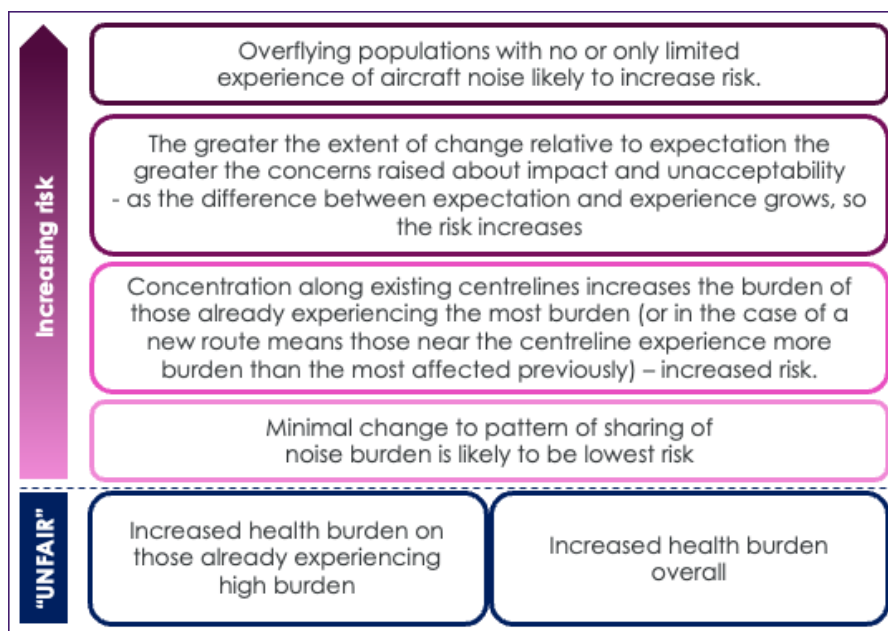 Increasing risk
Overflying populations with no or only limited
experience of aircraft noise likely to increase risk.
The greater the extent of change relative to expectation the
greater the concerns raised about impact and unacceptability
- as the difference between expectation and experience grows, so
the risk increases
Concentration along existing centrelines increases the burden of
those already experiencing the most burden (or in the case of a
new route means those near the centreline experience more
burden than the most affected previously) – increased risk.
Minimal change to pattern of sharing of
noise burden is likely to be lowest risk
“UNFAIR”
Increased health burden on
those already experiencing
high burden
Increased health burden
overall